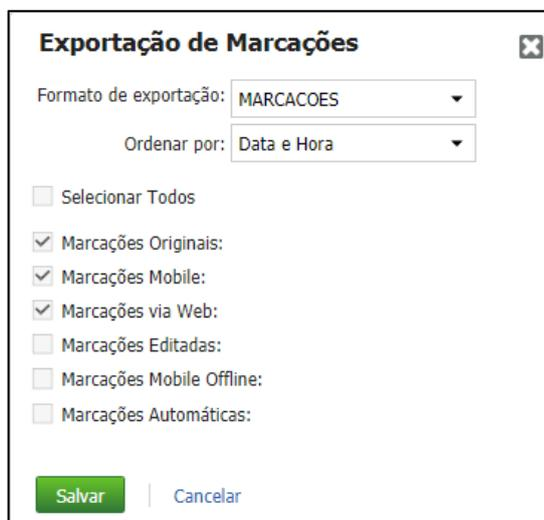 Exportação de Marcações
Formato de exportação: MARCACOES
Ordenar por: Data e Hora
Selecionar Todos
Marcações Originais:
Marcações Mobile:
Marcações via Web:
Marcações Editadas:
Marcações Mobile Offline:
Marcações Automáticas:
Salvar Cancelar